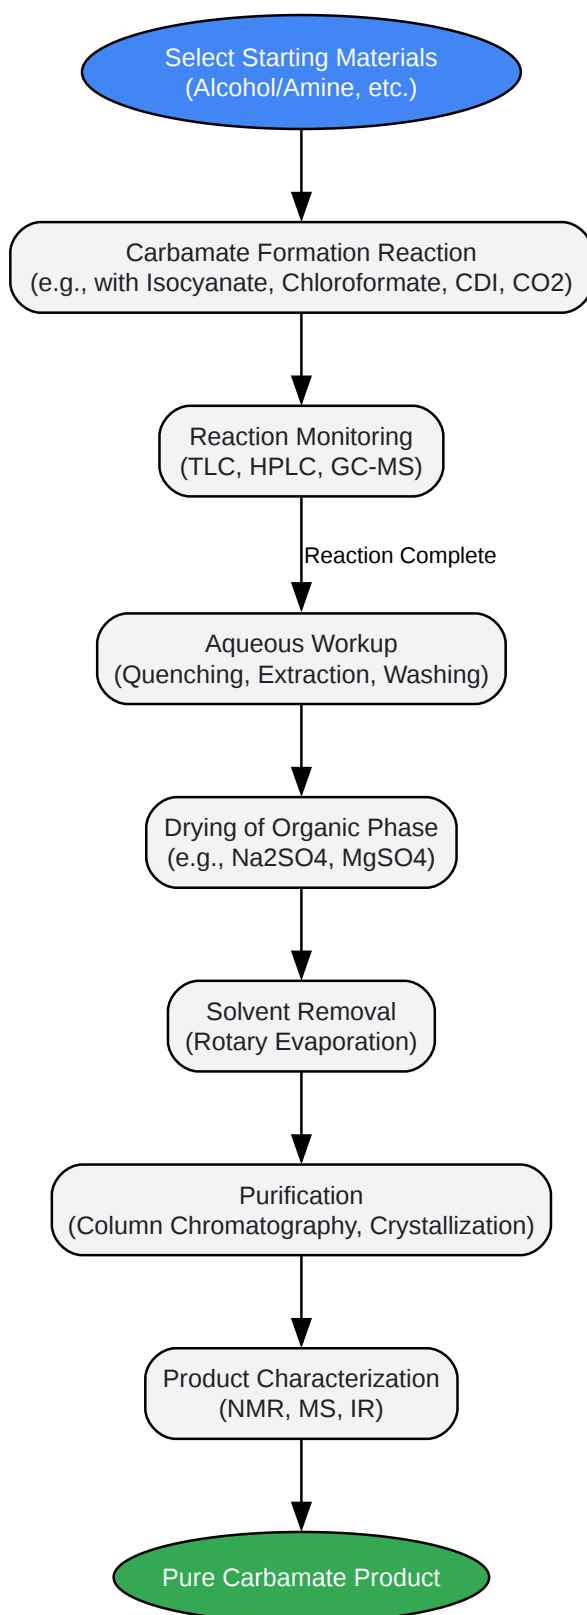 Select Starting Materials
(Alcohol/Amine, etc.)
Carbamate Formation Reaction
(e.g., with Isocyanate, Chloroformate, CDI, CO2)
Reaction Monitoring
(TLC, HPLC, GC-MS)
Reaction Complete
Aqueous Workup
(Quenching, Extraction, Washing)
Drying of Organic Phase
(e.g., Na2SO4, MgSO4)
Solvent Removal
(Rotary Evaporation)
Purification
(Column Chromatography, Crystallization)
Product Characterization
(NMR, MS, IR)
Pure Carbamate Product